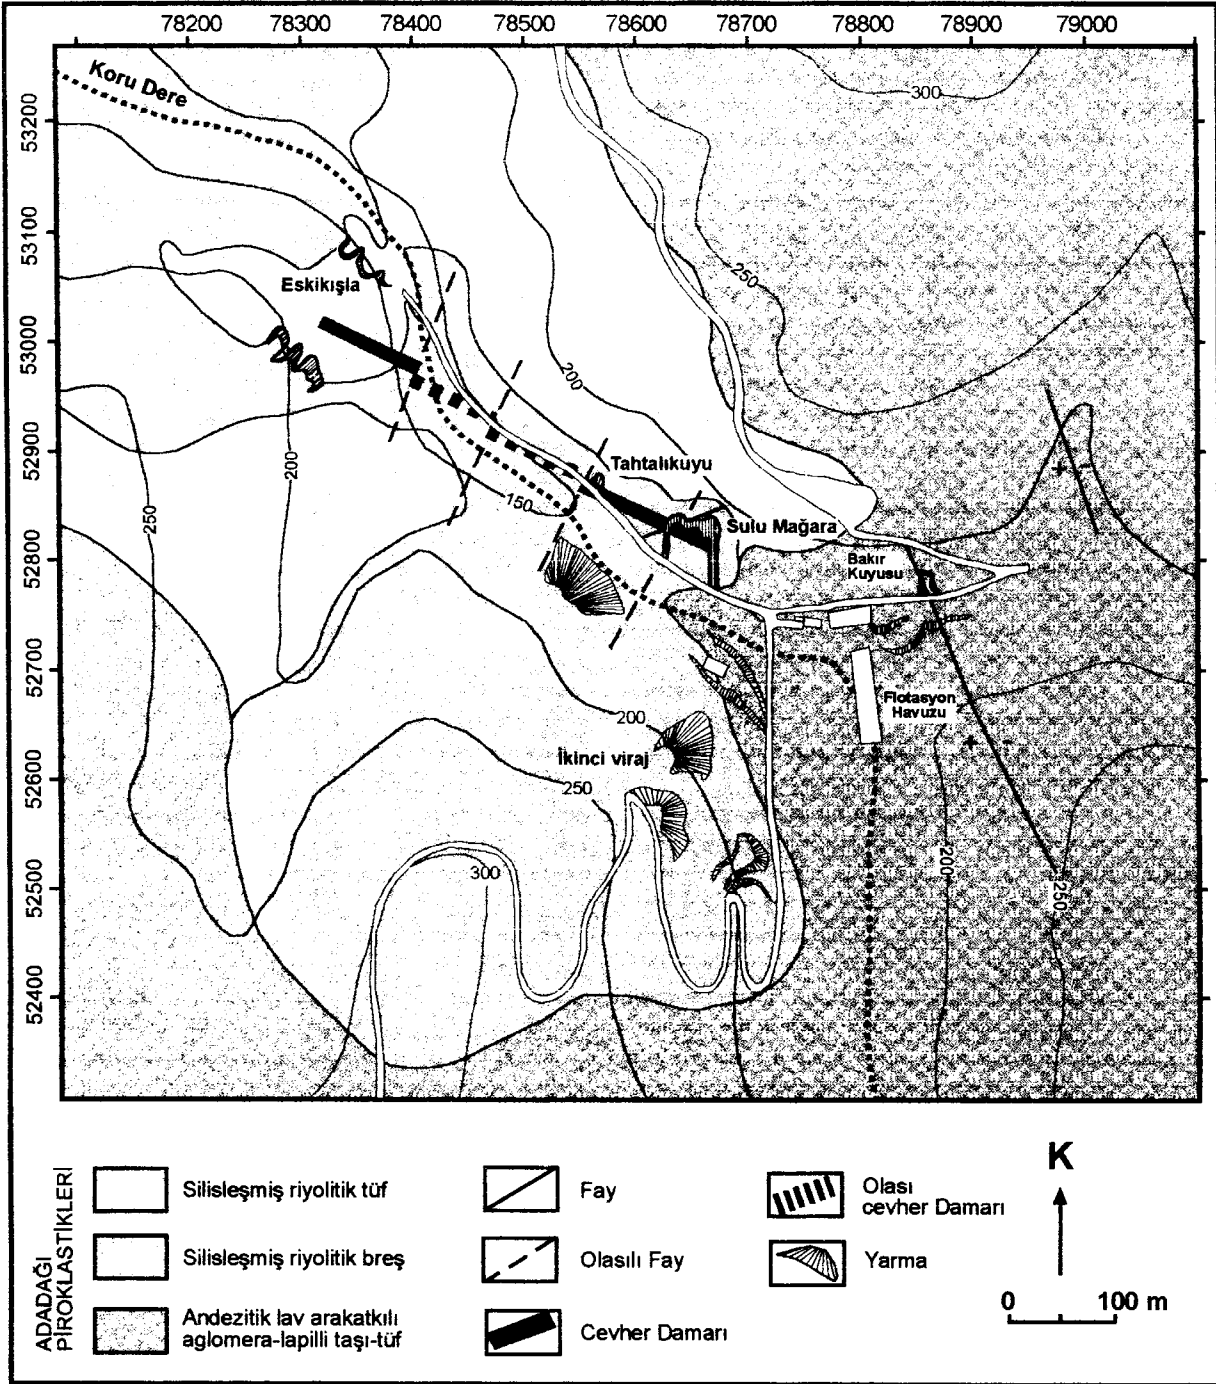 78200 78300 78400 78500 78600 78700 78800 78900 79000
53200
53100
53000
52900
52800
52700
52600
52500
52400
Koru Dere
300
250
Eskikışla
200
200
Tahtalıkuyu
150
250
Sulu Mağara
Bakır
Kuyusu
Flotasyon
Havuzu
200
İkinci viraj
250
300
200
250
ADADAĞI
PİROKLASTİKLERİ
Silisleşmiş riyolitik tüf
Silisleşmiş riyolitik breş
Andezitik lav arakatkılı
aglomera-lapilli taşı-tüf
Fay
Olasılı Fay
Cevher Damarı
Olası
cevher Damarı
Yarma
K
0 100 m